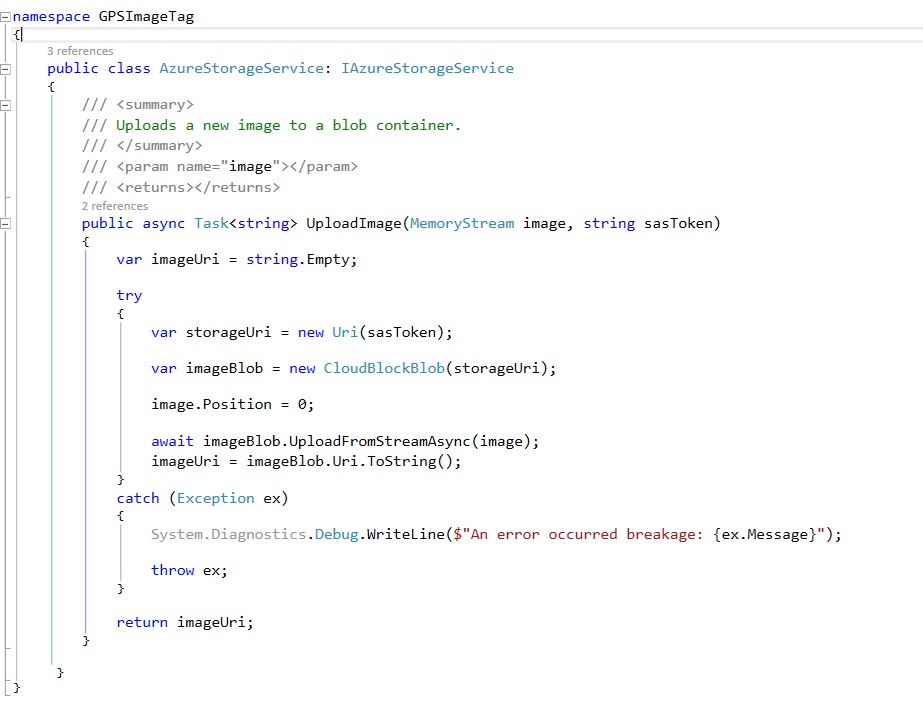 namespace GPSImageTag
{
3 references
public class AzureStorageService: IAzureStorageService
{
/// <summary>
/// Uploads a new image to a blob container.
/// </summary>
/// <param name="image"></param>
/// <returns></returns>
2 references
public async Task<string> UploadImage(MemoryStream image, string sasToken)
{
var imageUri = string.Empty;
try
{
var storageUri = new Uri(sasToken);
var imageBlob = new CloudBlockBlob(storageUri);
image.Position = 0;
await imageBlob.UploadFromStreamAsync(image);
imageUri = imageBlob.Uri.ToString();
}
catch (Exception ex)
{
System.Diagnostics.Debug.WriteLine($"An error occurred breakage: {ex.Message}");
throw ex;
}
return imageUri;
}
}
}